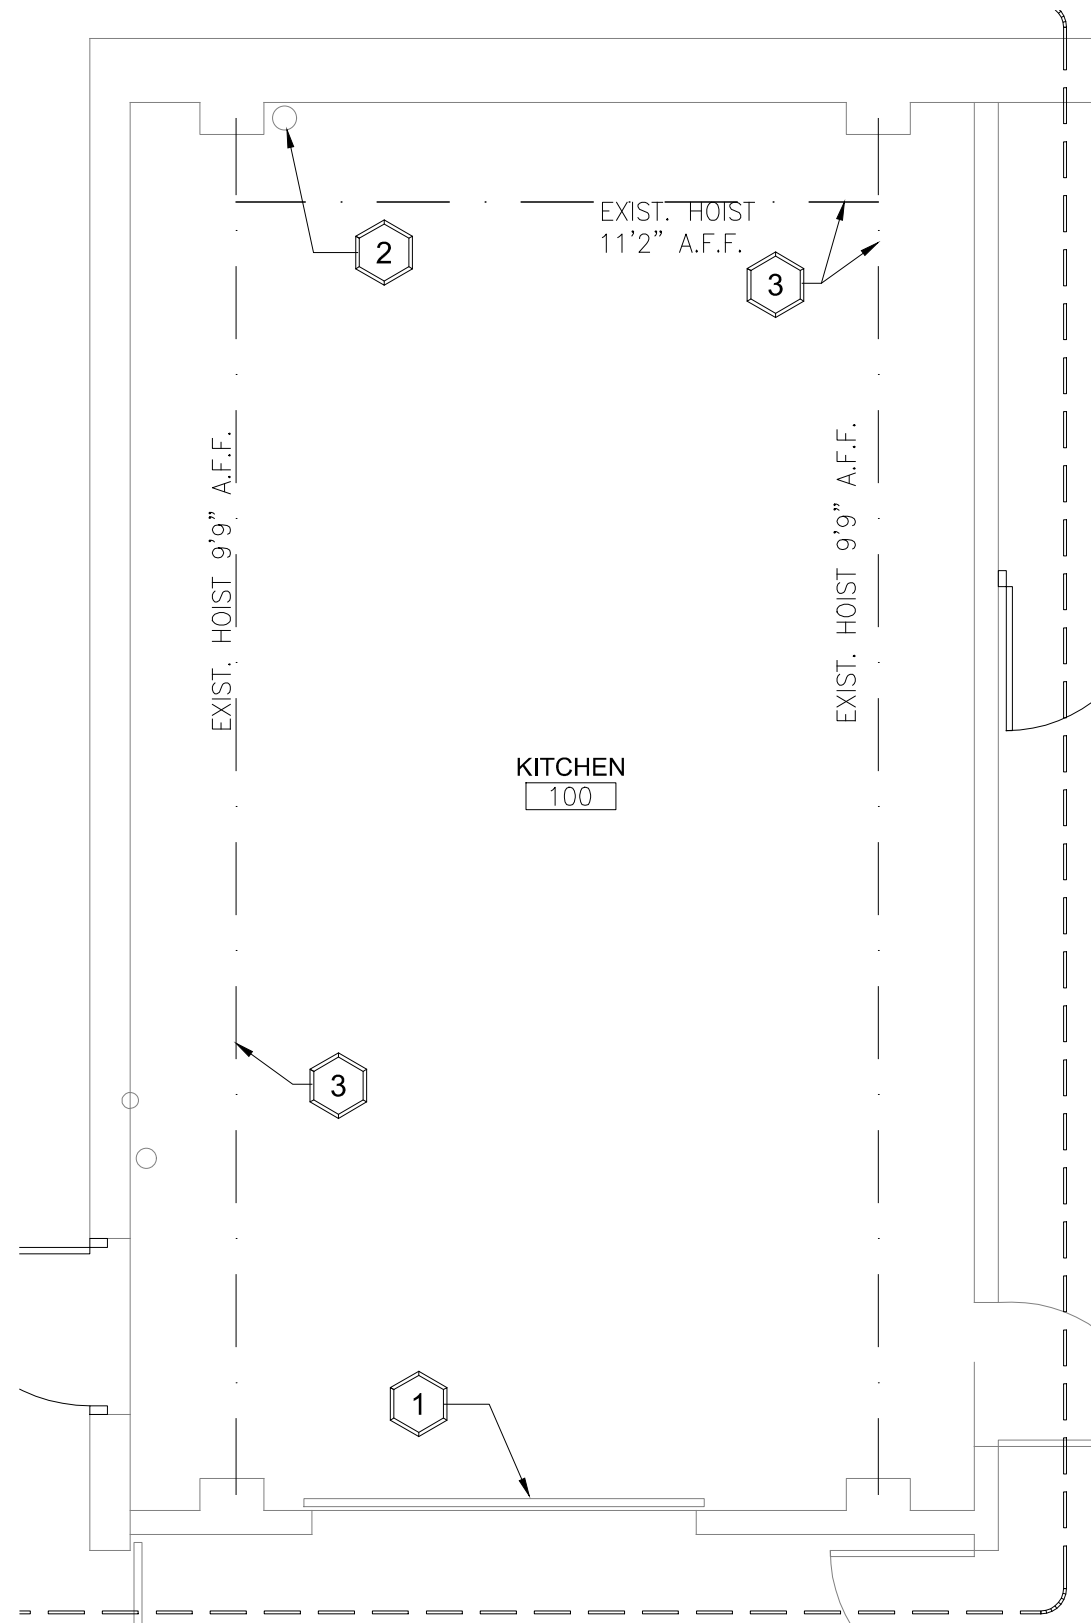 EXIST. HOIST
11'2” A.F.F.
2
3
EXIST. HOIST 9'9” A.F.F.
EXIST. HOIST 9'9” A.F.F.
KITCHEN
100
3
1